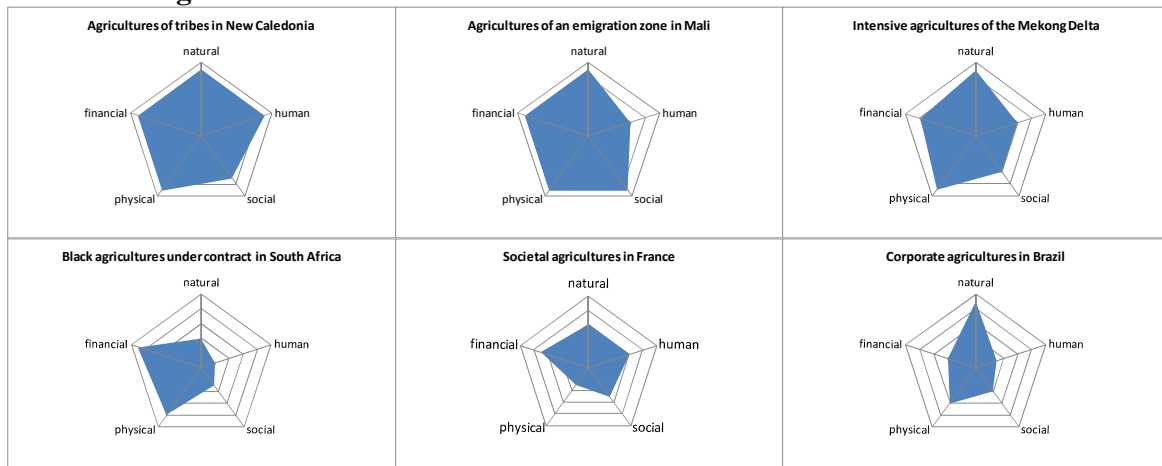 Agricultures of tribes in New Caledonia
natural
financial
human
physical
social
Agricultures of an emigration zone in Mali
natural
financial
human
physical
social
Intensive agricultures of the Mekong Delta
natural
financial
human
physical
social
Black agricultures under contract in South Africa
natural
financial
human
physical
social
Societal agricultures in France
natural
financial
human
physical
social
Corporate agricultures in Brazil
natural
financial
human
physical
social